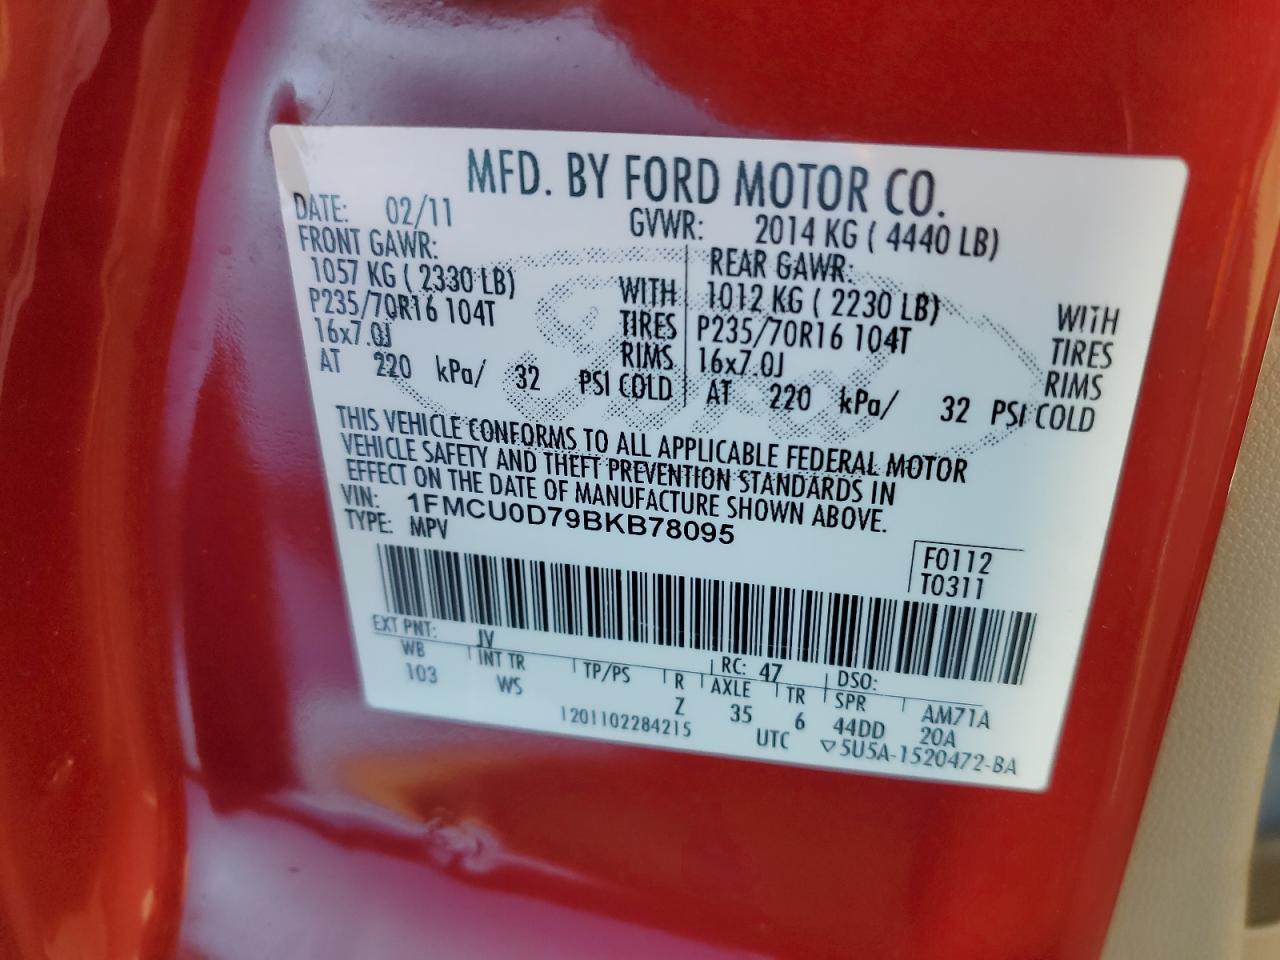 MFD. BY FORD MOTOR CO.
DATE: 02/11 GVWR: 2014 KG ( 4440 LB)
FRONT GAWR: REAR GAWR:
1057 KG ( 2330 LB) WITH 1012 KG ( 2230 LB) WITH
P235/70R16 104T TIRES P235/70R16 104T TIRES
16x7.0J RIMS 16x7.0J RIMS
AT 220 kPa/ 32 PSI COLD AT 220 kPa/ 32 PSI COLD
THIS VEHICLE CONFORMS TO ALL APPLICABLE FEDERAL MOTOR
VEHICLE SAFETY AND THEFT PREVENTION STANDARDS IN
EFFECT ON THE DATE OF MANUFACTURE SHOWN ABOVE.
VIN: 1FMCU0D79BKB78095
TYPE: MPV
F0112
T0311
EXT PNT: JV RC: 47 DSO:
WB INT TR TP/PS R AXLE TR SPR AM71A
103 WS Z 35 6 44DD 20A
1201102284215 UTC ▽5U5A-1520472-BA